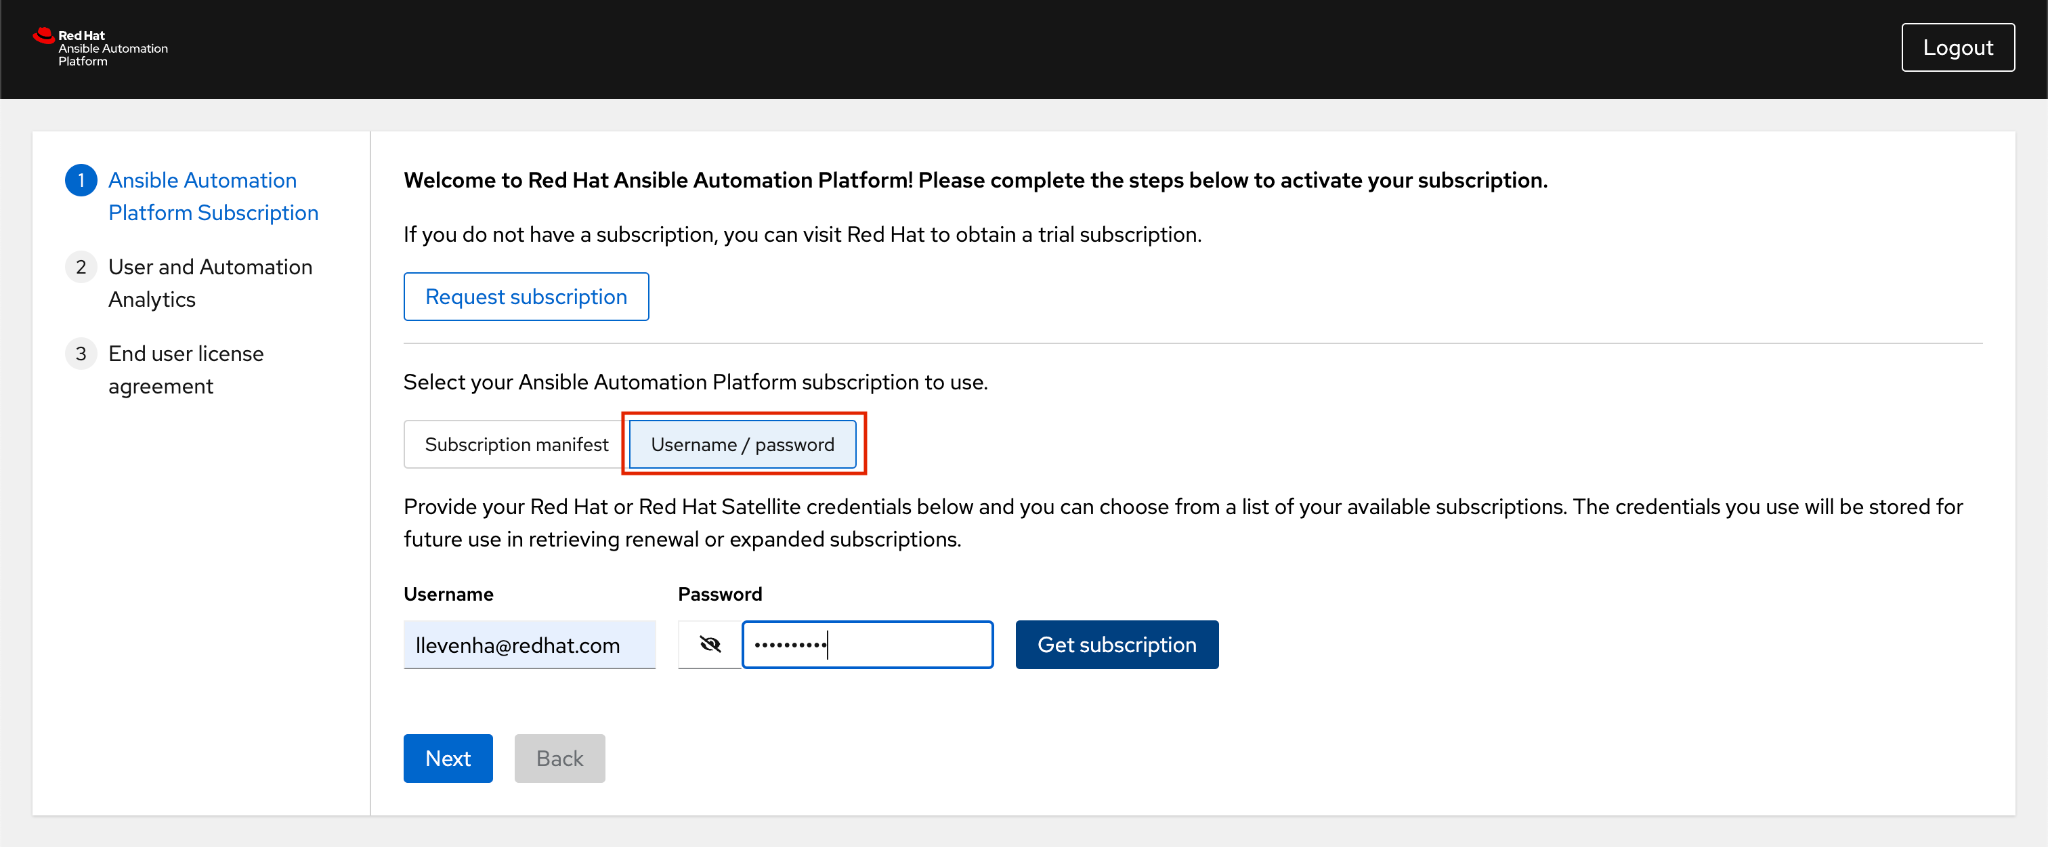 Red Hat
Ansible Automation
Platform
Logout
1 Ansible Automation
Platform Subscription
2 User and Automation
Analytics
3 End user license
agreement
Welcome to Red Hat Ansible Automation Platform! Please complete the steps below to activate your subscription.
If you do not have a subscription, you can visit Red Hat to obtain a trial subscription.
Request subscription
Select your Ansible Automation Platform subscription to use.
Subscription manifest Username / password
Provide your Red Hat or Red Hat Satellite credentials below and you can choose from a list of your available subscriptions. The credentials you use will be stored for
future use in retrieving renewal or expanded subscriptions.
Username Password
llevenha@redhat.com •••••••••• Get subscription
Next Back